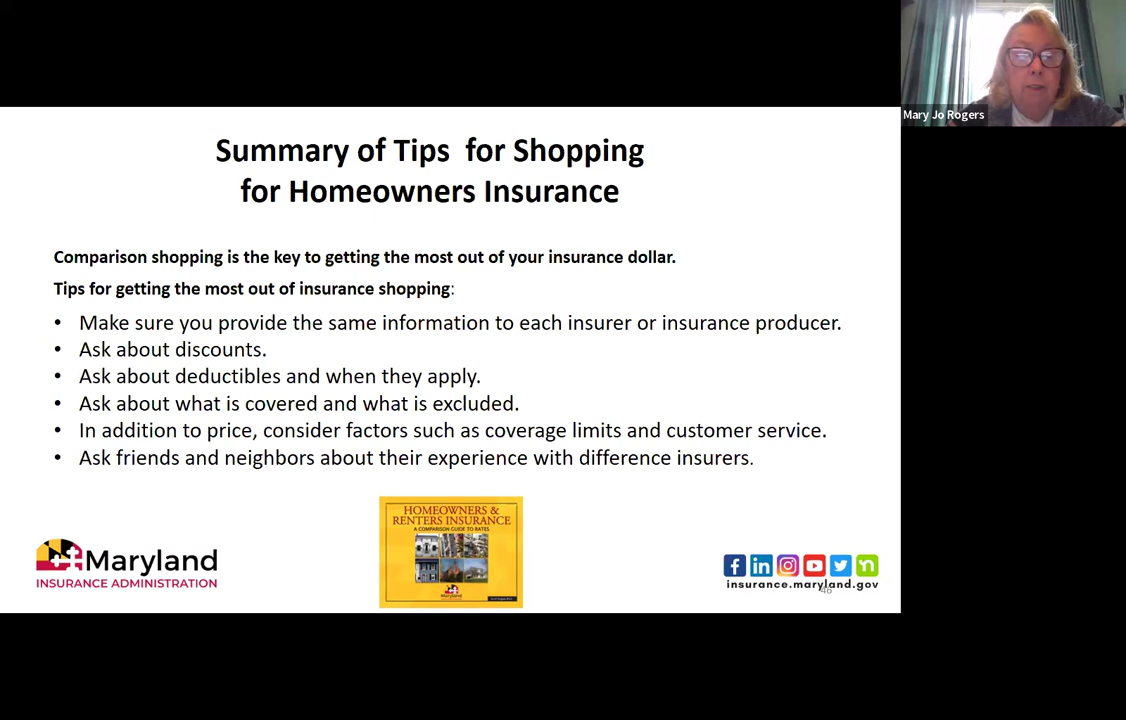 Mary Jo Rogers
Summary of Tips for Shopping
for Homeowners Insurance
Comparison shopping is the key to getting the most out of your insurance dollar.
Tips for getting the most out of insurance shopping:
• Make sure you provide the same information to each insurer or insurance producer.
• Ask about discounts.
• Ask about deductibles and when they apply.
• Ask about what is covered and what is excluded.
• In addition to price, consider factors such as coverage limits and customer service.
• Ask friends and neighbors about their experience with difference insurers.
HOMEOWNERS &
RENTERS INSURANCE
A COMPARISON GUIDE TO RATES
Maryland
INSURANCE ADMINISTRATION
insurance.maryland.gov
46